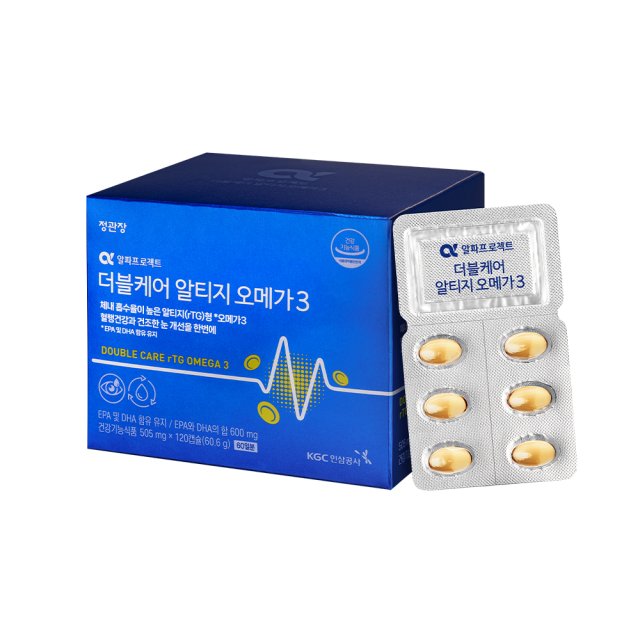 정관장
알파프로젝트
더블케어 알티지 오메가3
체내 흡수율이 높은 알티지(rTG)형 *오메가3
혈행건강과 건조한 눈 개선을 한번에
* EPA 및 DHA 함유 유지
DOUBLE CARE rTG OMEGA 3
EPA 및 DHA 함유 유지 / EPA와 DHA의 합 600 mg
건강기능식품 505 mg × 120캡슐(60.6 g) 60일분
KGC 인삼공사
건강
기능식품
알파프로젝트
더블케어
알티지 오메가3